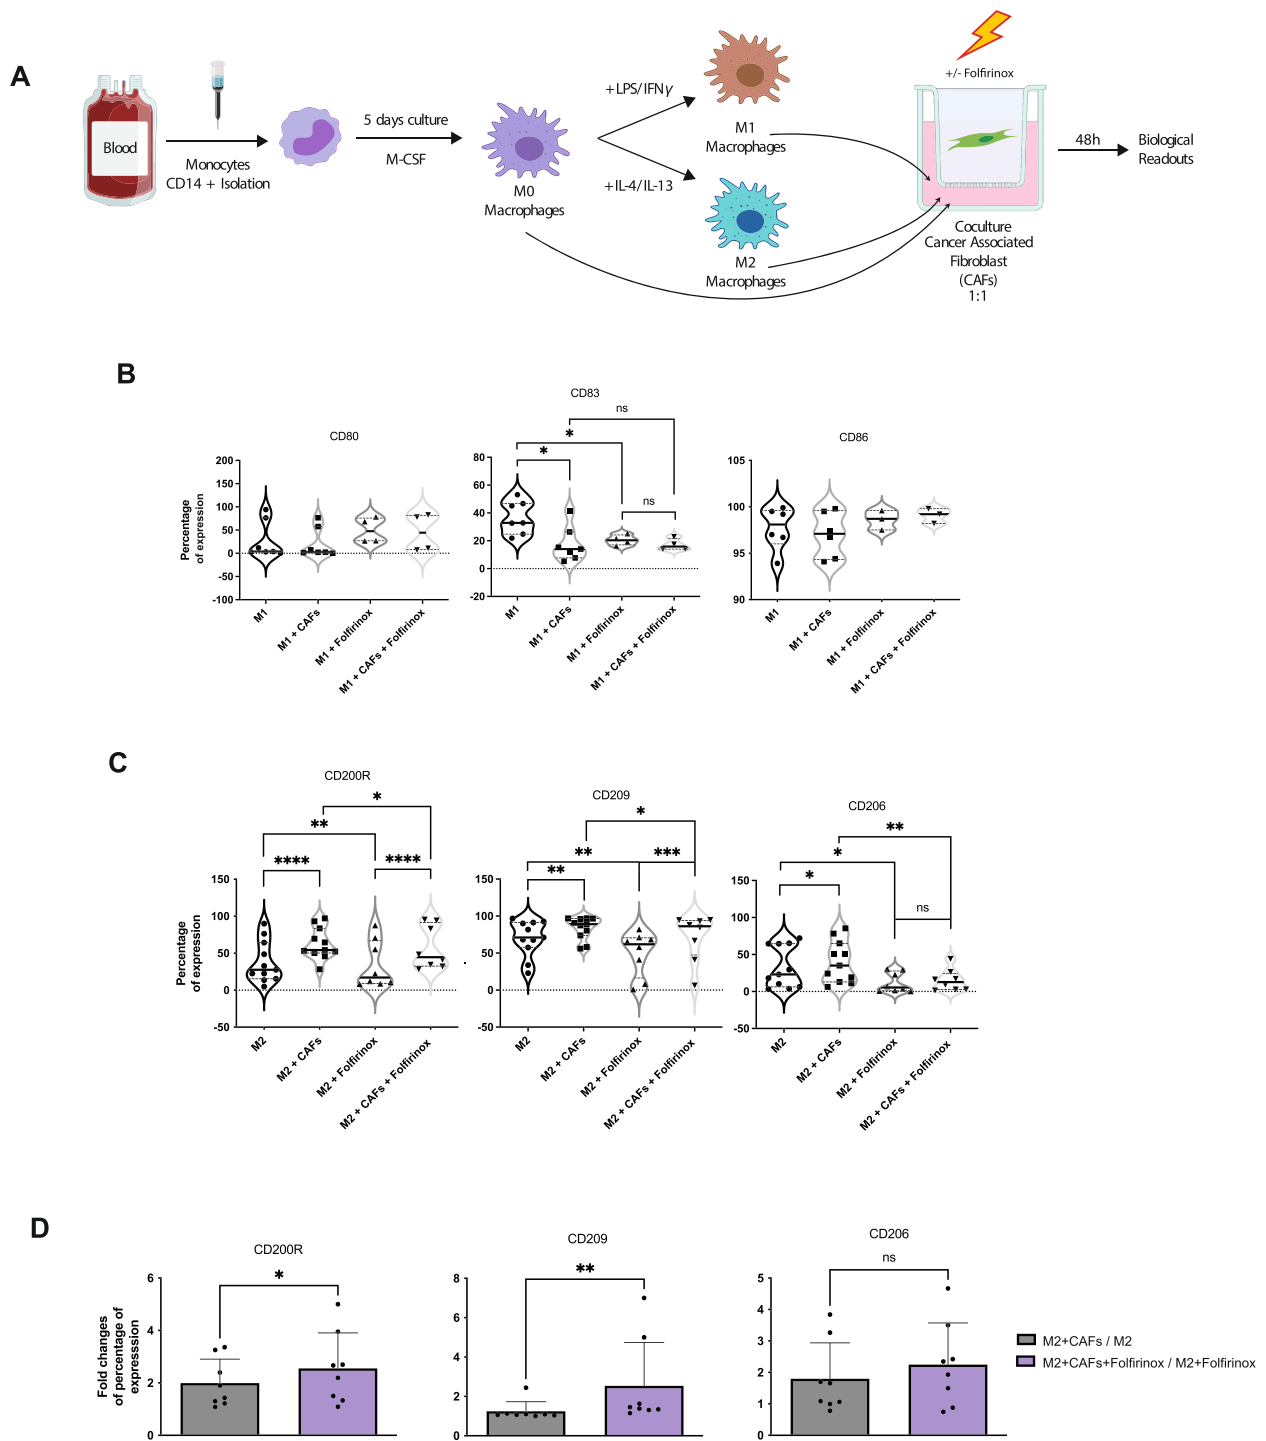 A
Blood
Monocytes
CD14 + Isolation
5 days culture
M-CSF
M0
Macrophages
+LPS/IFNγ
+IL-4/IL-13
M1
Macrophages
M2
Macrophages
+/- Folfirinox
Coculture
Cancer Associated
Fibroblast
(CAFs)
1:1
48h
Biological
Readouts
B
CD80
Percentage
of expression
200
150
100
50
0
-50
-100
M1
M1 + CAFs
M1 + Folfirinox
M1 + CAFs + Folfirinox
CD83
ns
*
*
ns
80
60
40
20
0
-20
M1
M1 + CAFs
M1 + Folfirinox
M1 + CAFs + Folfirinox
CD86
105
100
95
90
M1
M1 + CAFs
M1 + Folfirinox
M1 + CAFs + Folfirinox
C
CD200R
*
**
****
****
Percentage
of expression
150
100
50
0
-50
M2
M2 + CAFs
M2 + Folfirinox
M2 + CAFs + Folfirinox
CD209
*
**
***
**
150
100
50
0
-50
M2
M2 + CAFs
M2 + Folfirinox
M2 + CAFs + Folfirinox
CD206
**
*
*
ns
150
100
50
0
-50
M2
M2 + CAFs
M2 + Folfirinox
M2 + CAFs + Folfirinox
D
CD200R
*
Fold changes
of percentage of
expresssion
6
4
2
0
CD209
**
8
6
4
2
0
CD206
ns
5
4
3
2
1
0
M2+CAFs / M2
M2+CAFs+Folfirinox / M2+Folfirinox